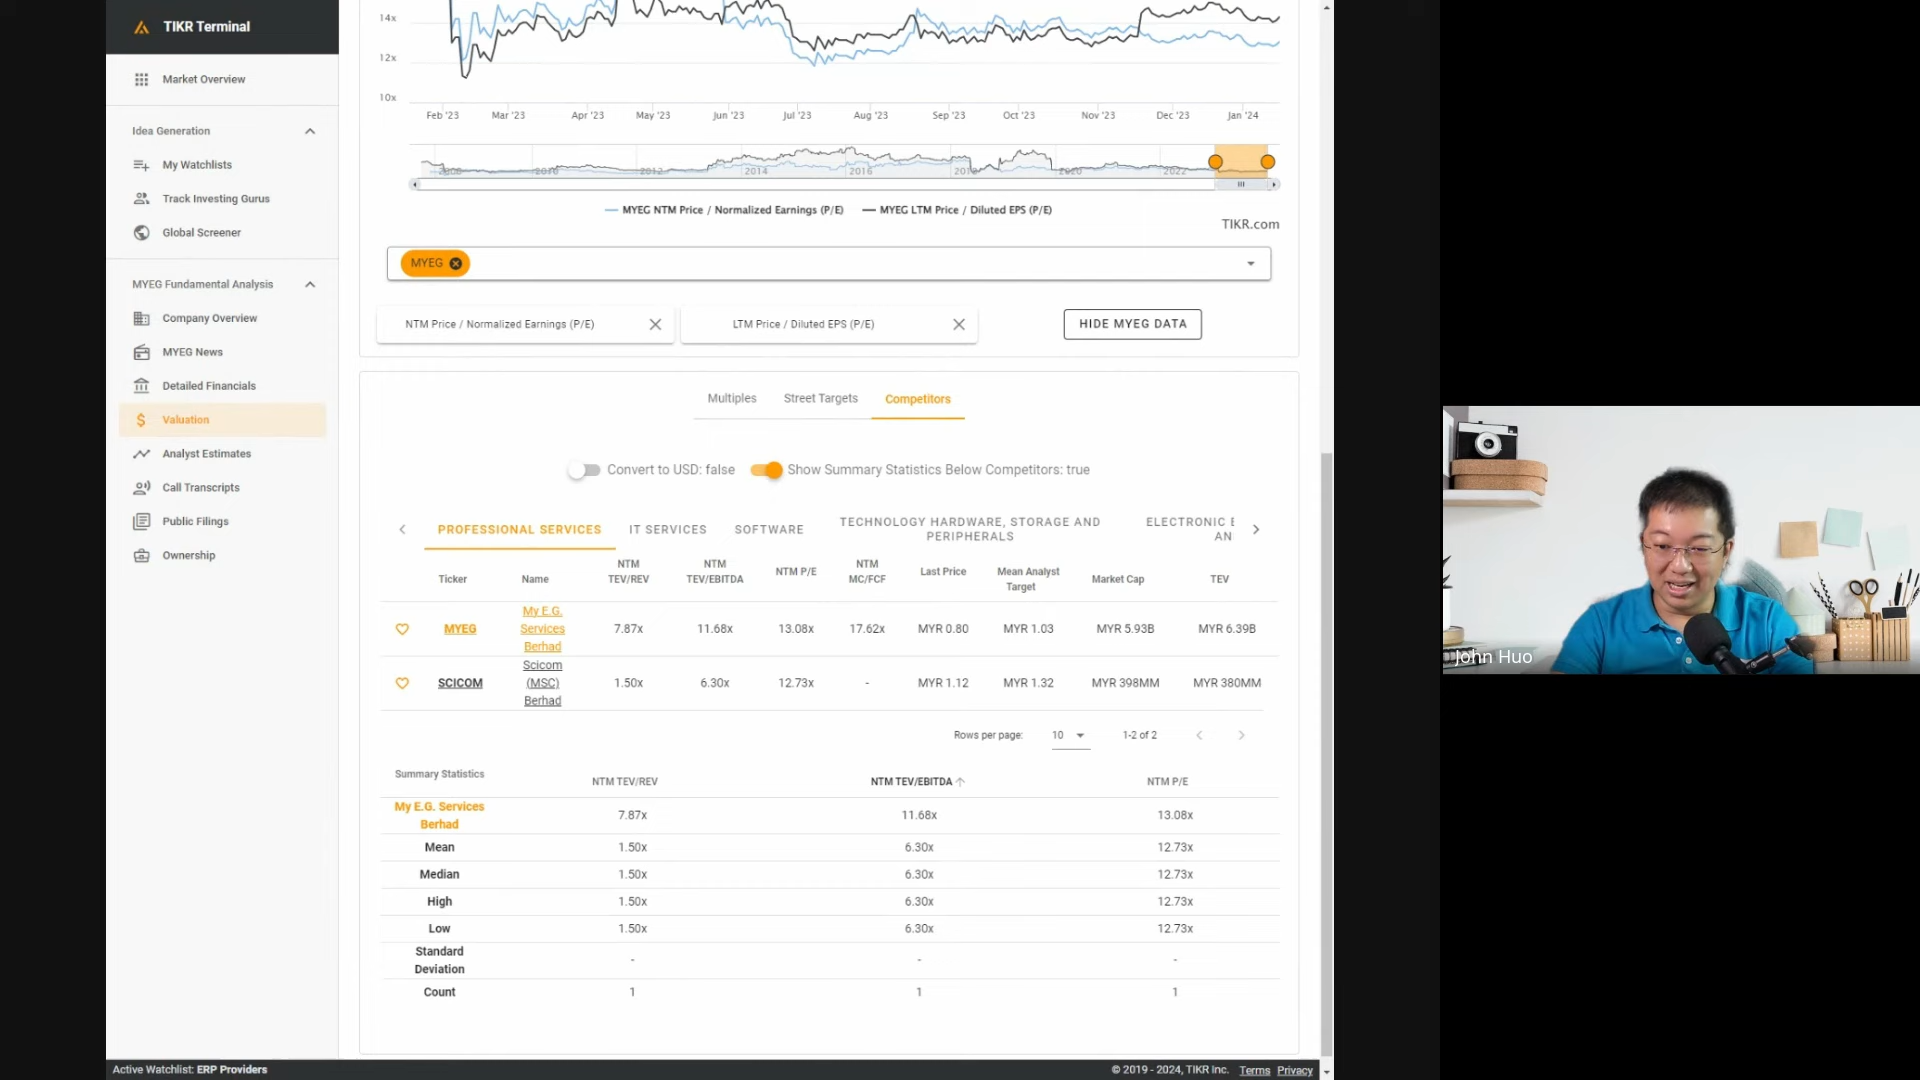 TIKR Terminal
Market Overview
Idea Generation
My Watchlists
Track Investing Gurus
Global Screener
MYEG Fundamental Analysis
Company Overview
MYEG News
Detailed Financials
Valuation
Analyst Estimates
Call Transcripts
Public Filings
Ownership
14x
12x
10x
Feb '23 Mar '23 Apr '23 May '23 Jun '23 Jul '23 Aug '23 Sep '23 Oct '23 Nov '23 Dec '23 Jan '24
2008 2010 2012 2014 2016 2018 2020 2022
MYEG NTM Price / Normalized Earnings (P/E) MYEG LTM Price / Diluted EPS (P/E)
TIKR.com
MYEG
NTM Price / Normalized Earnings (P/E) LTM Price / Diluted EPS (P/E) HIDE MYEG DATA
Multiples Street Targets Competitors
Convert to USD: false Show Summary Statistics Below Competitors: true
PROFESSIONAL SERVICES IT SERVICES SOFTWARE TECHNOLOGY HARDWARE, STORAGE AND PERIPHERALS ELECTRONIC E AN
Ticker Name NTM TEV/REV NTM TEV/EBITDA NTM P/E NTM MC/FCF Last Price Mean Analyst Target Market Cap TEV
MYEG My E.G. Services Berhad 7.87x 11.68x 13.08x 17.62x MYR 0.80 MYR 1.03 MYR 5.93B MYR 6.39B
SCICOM Scicom (MSC) Berhad 1.50x 6.30x 12.73x - MYR 1.12 MYR 1.32 MYR 398MM MYR 380MM
Rows per page: 10 1-2 of 2
Summary Statistics NTM TEV/REV NTM TEV/EBITDA NTM P/E
My E.G. Services Berhad 7.87x 11.68x 13.08x
Mean 1.50x 6.30x 12.73x
Median 1.50x 6.30x 12.73x
High 1.50x 6.30x 12.73x
Low 1.50x 6.30x 12.73x
Standard Deviation - - -
Count 1 1 1
Active Watchlist: ERP Providers
© 2019 - 2024, TIKR Inc. Terms Privacy
John Huo